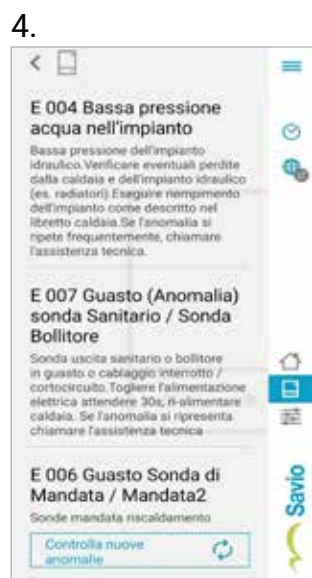 4.
E 004 Bassa pressione
acqua nell'impianto
Bassa pressione dell'impianto
idraulico.Verificare eventuali perdite
dalla caldaia e dell'impianto idraulico
(es. radiatori).Eseguire riempimento
dell'impianto come descritto nel
libretto caldaia.Se l'anomalia si
ripete frequentemente, chiamare
l'assistenza tecnica.
E 007 Guasto (Anomalia)
sonda Sanitario / Sonda
Bollitore
Sonda uscita sanitario o bollitore
in guasto o cablaggio interrotto /
cortocircuito.Togliere l'alimentazione
elettrica attendere 30s, ri-alimentare
caldaia. Se l'anomalia si ripresenta
chiamare l'assistenza tecnica
E 006 Guasto Sonda di
Mandata / Mandata2
Sonde mandata riscaldamento
Controlla nuove
anomalie
Savio